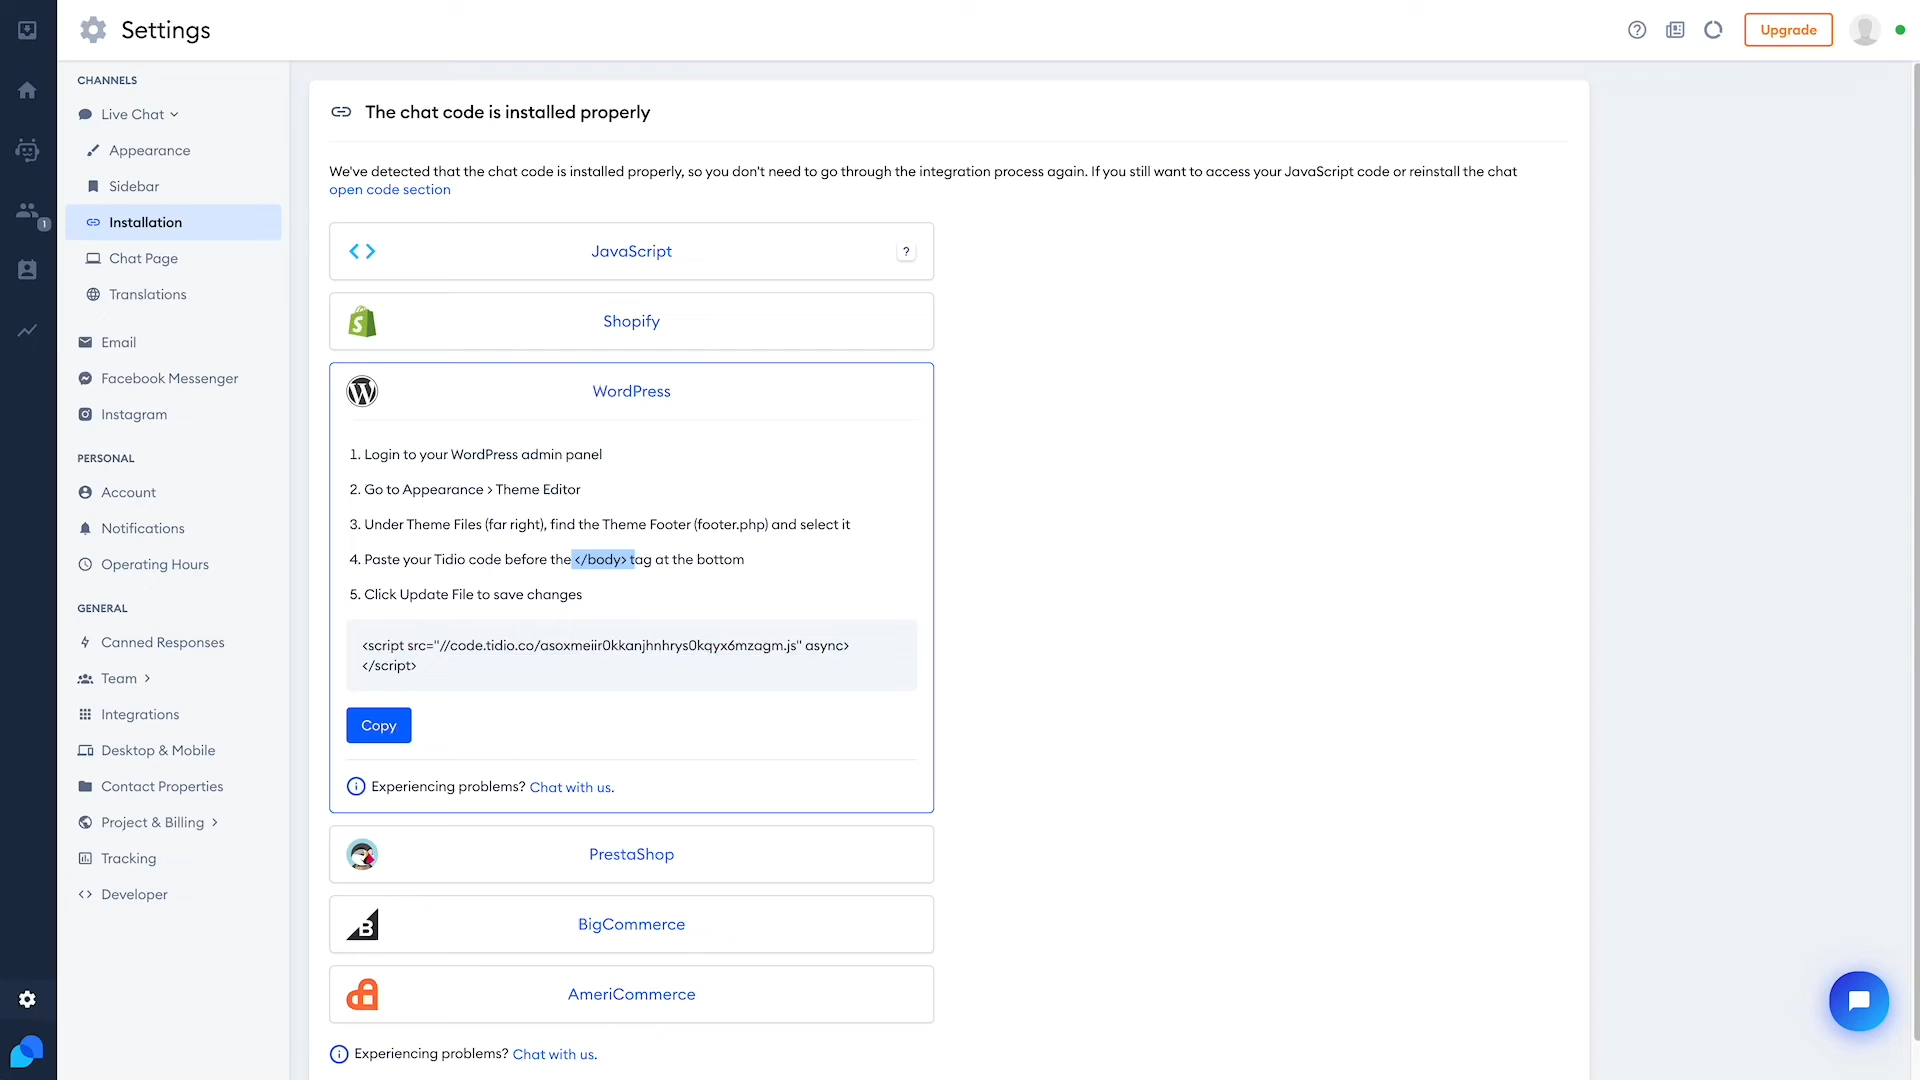 Settings
Upgrade
CHANNELS
Live Chat
Appearance
Sidebar
Installation
Chat Page
Translations
Email
Facebook Messenger
Instagram
PERSONAL
Account
Notifications
Operating Hours
GENERAL
Canned Responses
Team
Integrations
Desktop & Mobile
Contact Properties
Project & Billing
Tracking
Developer
1
The chat code is installed properly
We've detected that the chat code is installed properly, so you don't need to go through the integration process again. If you still want to access your JavaScript code or reinstall the chat
open code section
JavaScript
?
Shopify
WordPress
1. Login to your WordPress admin panel
2. Go to Appearance > Theme Editor
3. Under Theme Files (far right), find the Theme Footer (footer.php) and select it
4. Paste your Tidio code before the </body> tag at the bottom
5. Click Update File to save changes
<script src="//code.tidio.co/asoxmeiir0kkanjhnhrys0kqyx6mzagm.js" async>
</script>
Copy
Experiencing problems? Chat with us.
PrestaShop
BigCommerce
AmeriCommerce
Experiencing problems? Chat with us.